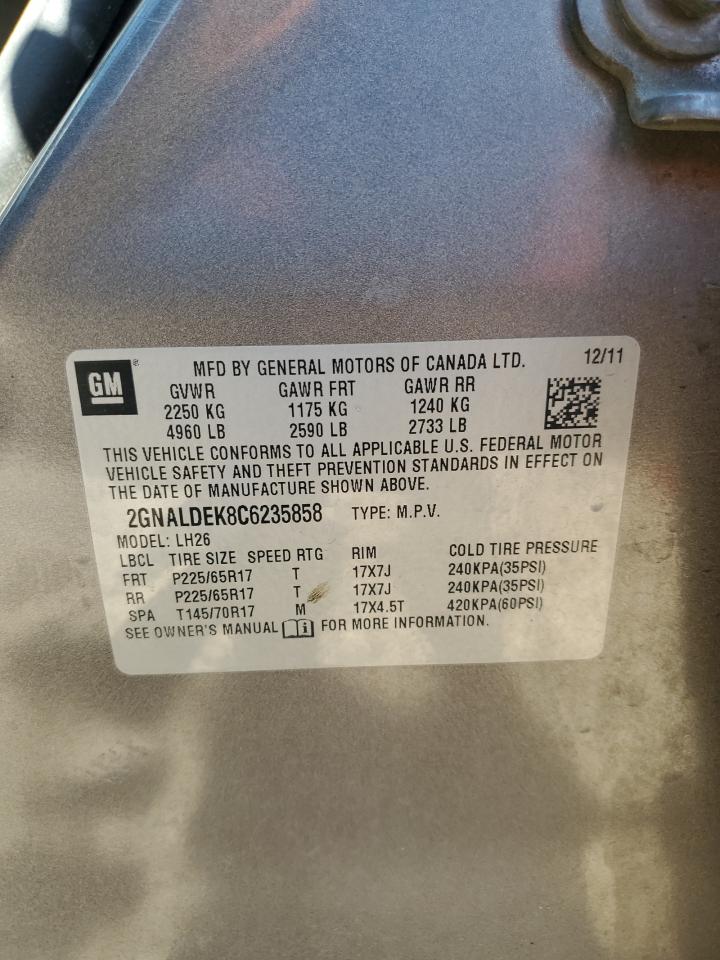 GM ®
MFD BY GENERAL MOTORS OF CANADA LTD. 12/11
GVWR GAWR FRT GAWR RR
2250 KG 1175 KG 1240 KG
4960 LB 2590 LB 2733 LB
THIS VEHICLE CONFORMS TO ALL APPLICABLE U.S. FEDERAL MOTOR
VEHICLE SAFETY AND THEFT PREVENTION STANDARDS IN EFFECT ON
THE DATE OF MANUFACTURE SHOWN ABOVE.
2GNALDEK8C6235858 TYPE: M.P.V.
MODEL: LH26
LBCL TIRE SIZE SPEED RTG RIM COLD TIRE PRESSURE
FRT P225/65R17 T 17X7J 240KPA(35PSI)
RR P225/65R17 T 17X7J 240KPA(35PSI)
SPA T145/70R17 M 17X4.5T 420KPA(60PSI)
SEE OWNER'S MANUAL FOR MORE INFORMATION.